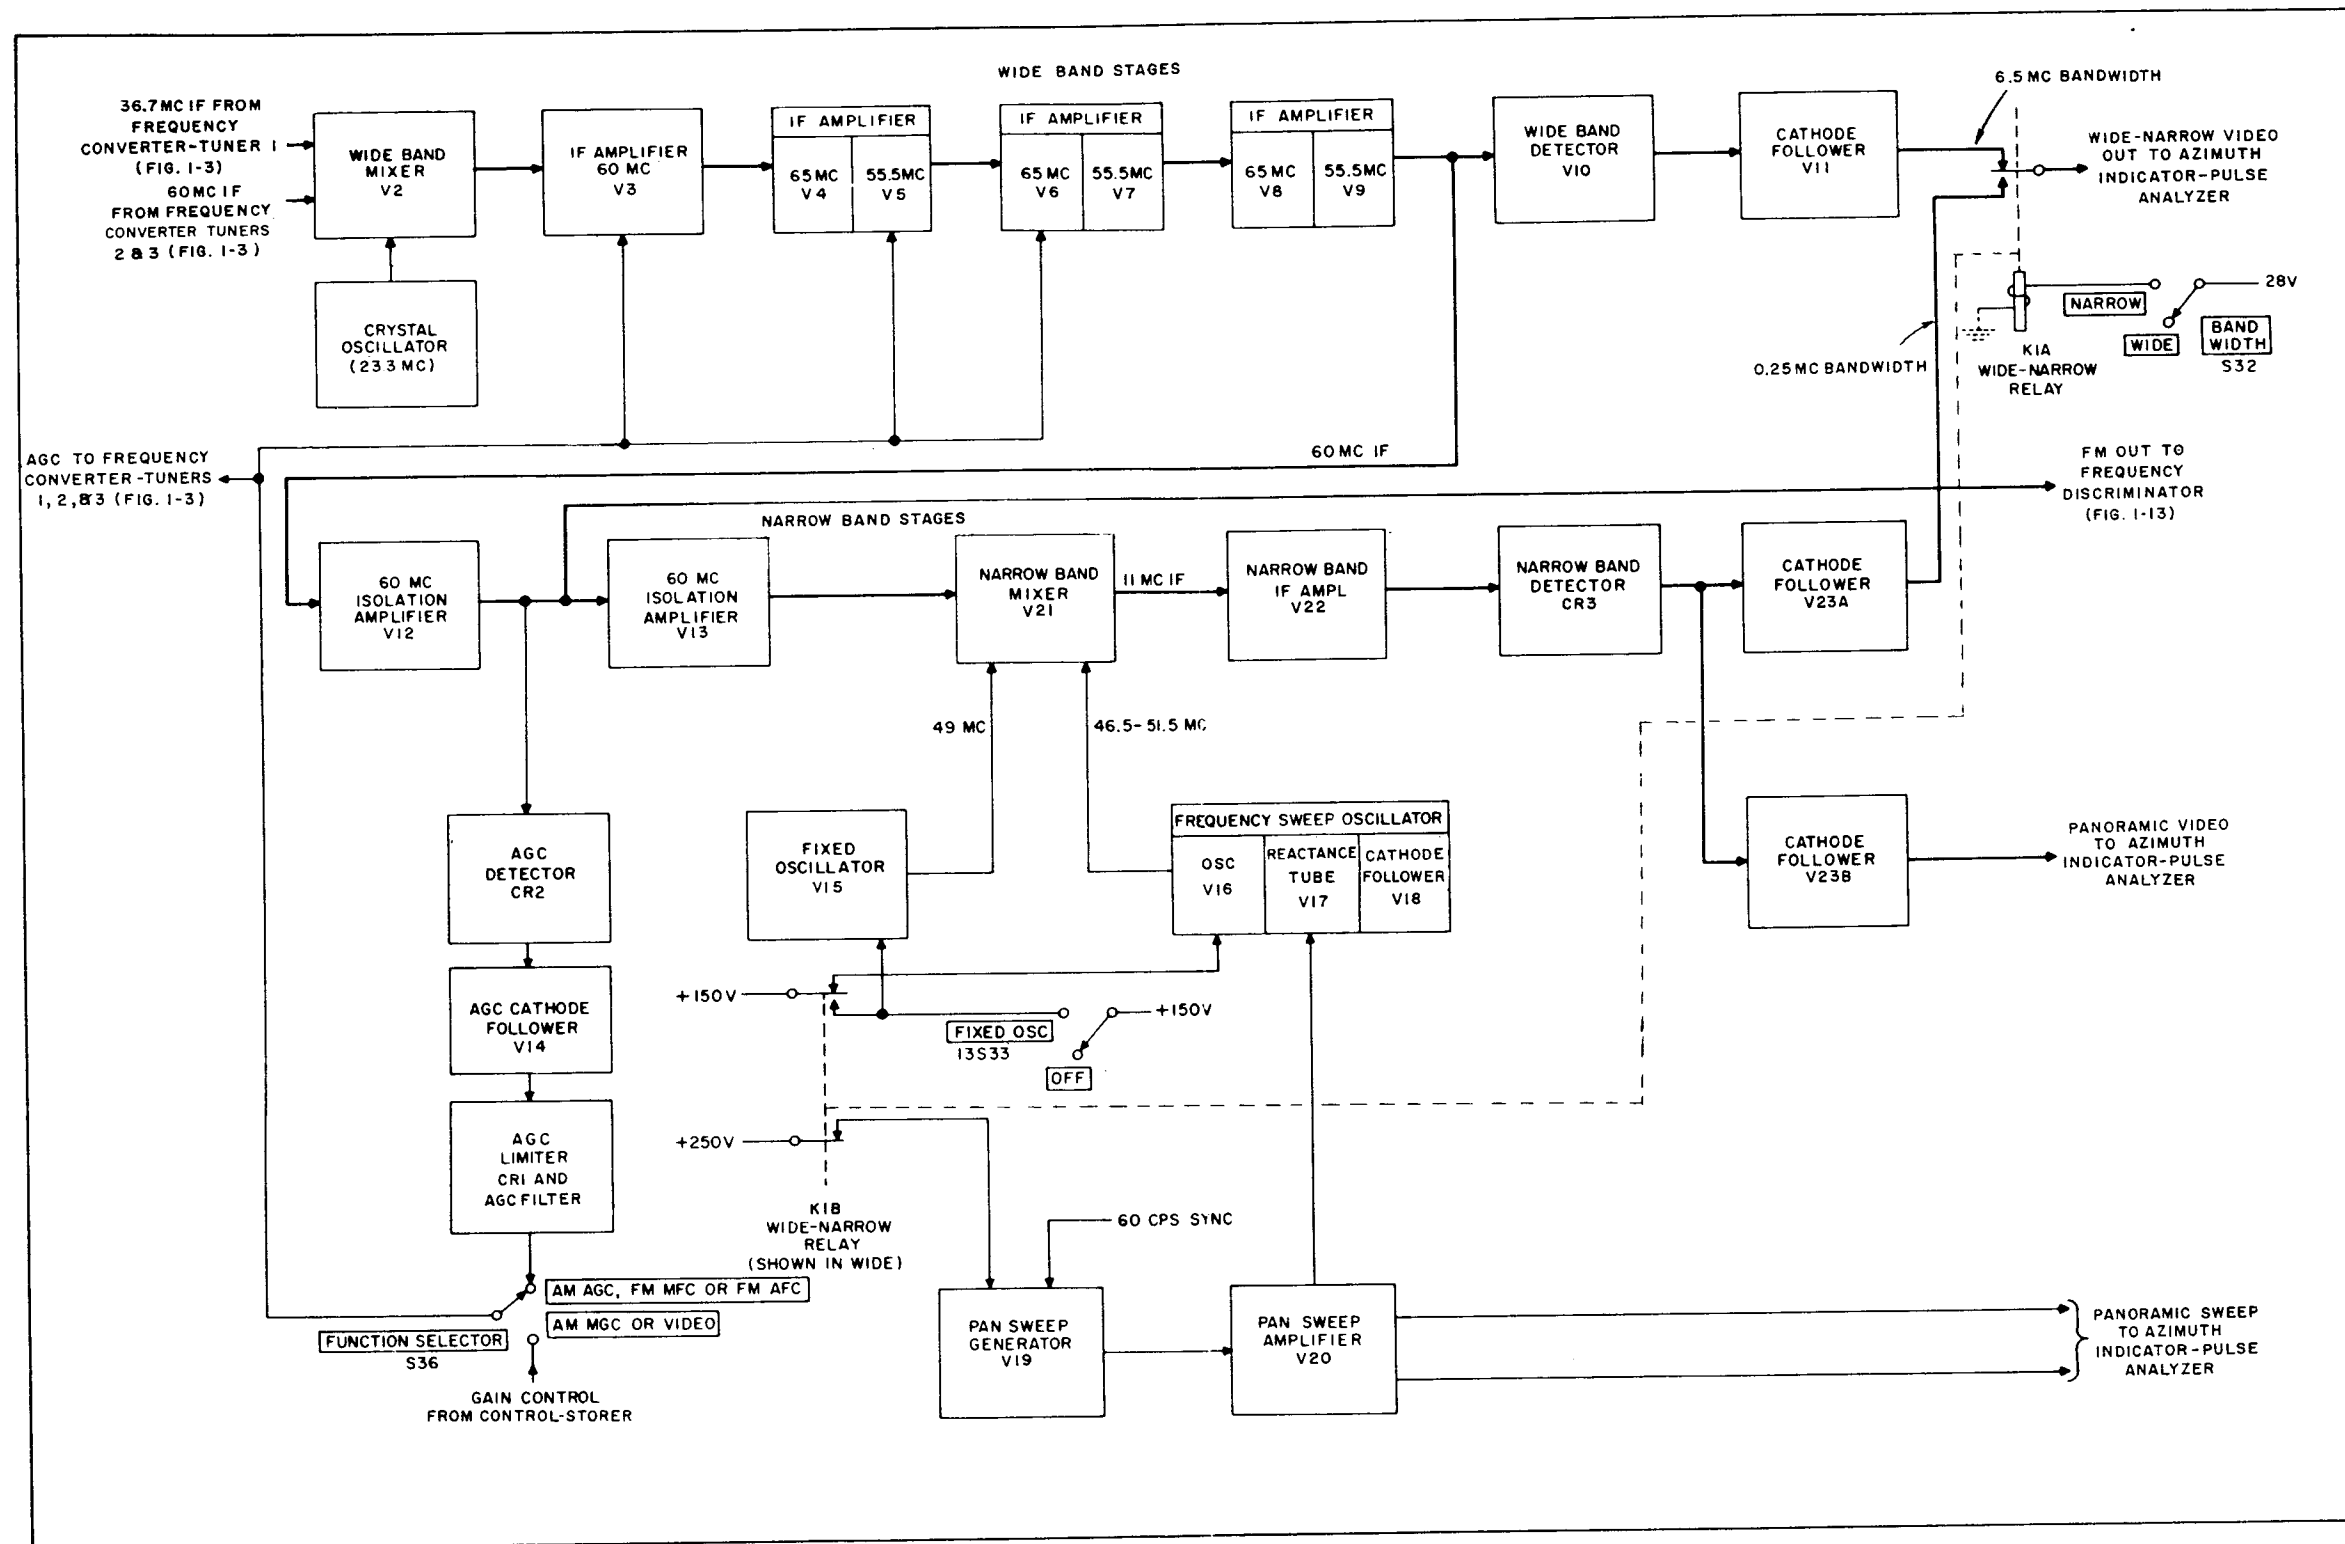 WIDE BAND STAGES
6.5 MC BANDWIDTH
36.7 MC IF FROM
FREQUENCY
CONVERTER-TUNER 1
(FIG. 1-3)
60 MC IF
FROM FREQUENCY
CONVERTER TUNERS
2 & 3 (FIG. 1-3)
WIDE BAND
MIXER
V2
IF AMPLIFIER
60 MC
V3
IF AMPLIFIER
65 MC
V4
55.5MC
V5
IF AMPLIFIER
65 MC
V6
55.5MC
V7
IF AMPLIFIER
65 MC
V8
55.5MC
V9
WIDE BAND
DETECTOR
V10
CATHODE
FOLLOWER
V11
WIDE-NARROW VIDEO
OUT TO AZIMUTH
INDICATOR-PULSE
ANALYZER
CRYSTAL
OSCILLATOR
(23.3 MC)
28V
NARROW
WIDE
BAND
WIDTH
S32
K1A
WIDE-NARROW
RELAY
0.25 MC BANDWIDTH
AGC TO FREQUENCY
CONVERTER-TUNERS
1, 2, & 3 (FIG. 1-3)
60 MC IF
FM OUT TO
FREQUENCY
DISCRIMINATOR
(FIG. 1-13)
NARROW BAND STAGES
60 MC
ISOLATION
AMPLIFIER
V12
60 MC
ISOLATION
AMPLIFIER
V13
NARROW BAND
MIXER
V21
11 MC IF
NARROW BAND
IF AMPL
V22
NARROW BAND
DETECTOR
CR3
CATHODE
FOLLOWER
V23A
49 MC
46.5-51.5 MC
AGC
DETECTOR
CR2
FIXED
OSCILLATOR
V15
FREQUENCY SWEEP OSCILLATOR
OSC
V16
REACTANCE
TUBE
V17
CATHODE
FOLLOWER
V18
CATHODE
FOLLOWER
V23B
PANORAMIC VIDEO
TO AZIMUTH
INDICATOR-PULSE
ANALYZER
AGC CATHODE
FOLLOWER
V14
+150V
FIXED OSC
13S33
+150V
OFF
AGC
LIMITER
CR1 AND
AGC FILTER
+250V
K1B
WIDE-NARROW
RELAY
(SHOWN IN WIDE)
60 CPS SYNC
AM AGC, FM MFC OR FM AFC
AM MGC OR VIDEO
FUNCTION SELECTOR
S36
GAIN CONTROL
FROM CONTROL-STORER
PAN SWEEP
GENERATOR
V19
PAN SWEEP
AMPLIFIER
V20
PANORAMIC SWEEP
TO AZIMUTH
INDICATOR-PULSE
ANALYZER